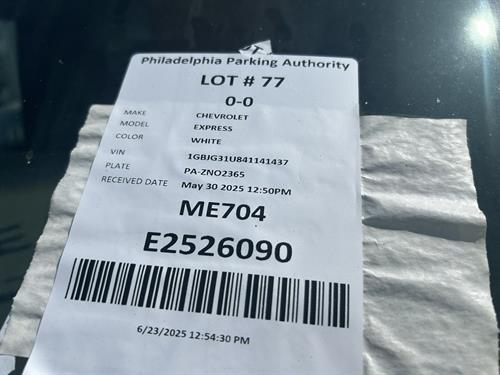 Philadelphia Parking Authority
LOT # 77
0-0
MAKE CHEVROLET
MODEL EXPRESS
COLOR WHITE
VIN 1GBJG31U841141437
PLATE PA-ZNO2365
RECEIVED DATE May 30 2025 12:50PM
ME704
E2526090
6/23/2025 12:54:30 PM